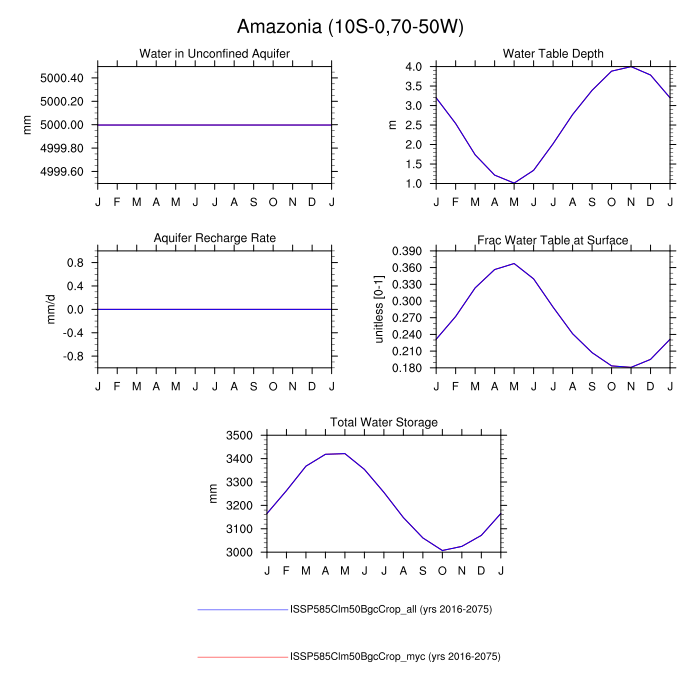 Amazonia (10S-0,70-50W)
Water in Unconfined Aquifer
mm
5000.40
5000.20
5000.00
4999.80
4999.60
J F M A M J J A S O N D J
Water Table Depth
m
4.0
3.5
3.0
2.5
2.0
1.5
1.0
J F M A M J J A S O N D J
Aquifer Recharge Rate
mm/d
0.8
0.4
0.0
-0.4
-0.8
J F M A M J J A S O N D J
Frac Water Table at Surface
unitless [0-1]
0.390
0.360
0.330
0.300
0.270
0.240
0.210
0.180
J F M A M J J A S O N D J
Total Water Storage
mm
3500
3400
3300
3200
3100
3000
J F M A M J J A S O N D J
ISSP585Clm50BgcCrop_all (yrs 2016-2075)
ISSP585Clm50BgcCrop_myc (yrs 2016-2075)